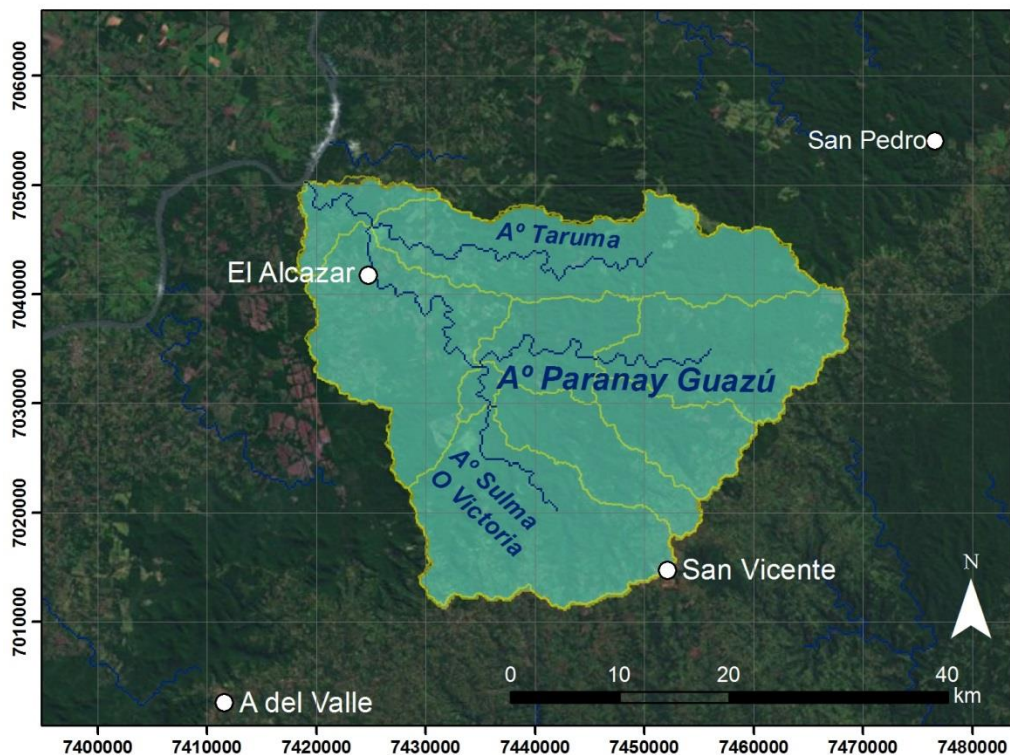 7060000
7050000
7040000
7030000
7020000
7010000
San Pedro
Aº Taruma
El Alcazar
Aº Paranay Guazú
Aº Sulma
O Victoria
San Vicente
N
A del Valle
0 10 20 40
km
7400000 7410000 7420000 7430000 7440000 7450000 7460000 7470000 7480000